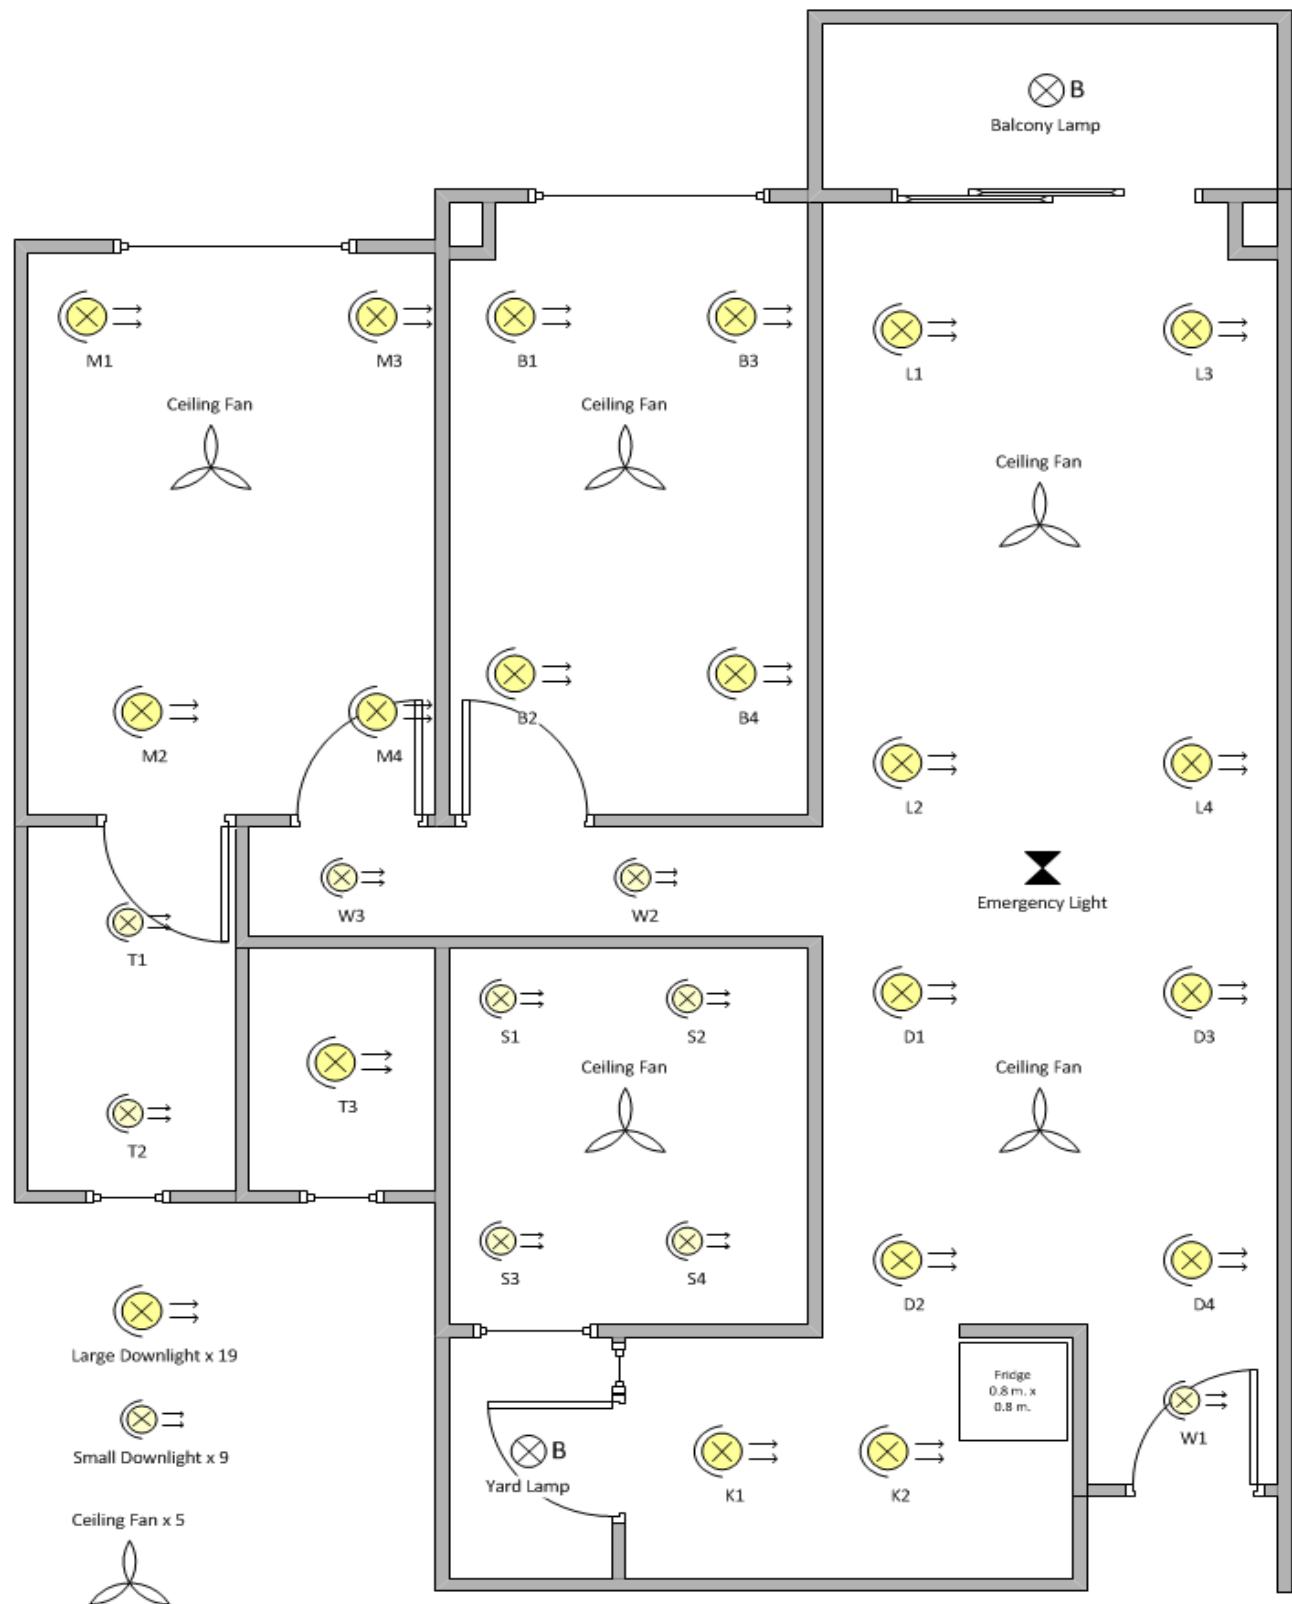 B
Balcony Lamp
M1
M3
B1
B3
L1
L3
Ceiling Fan
Ceiling Fan
Ceiling Fan
M2
M4
B2
B4
L2
L4
W3
W2
Emergency Light
T1
S1
S2
D1
D3
T3
Ceiling Fan
Ceiling Fan
T2
S3
S4
D2
D4
Large Downlight x 19
Fridge
0.8 m. x
0.8 m.
Small Downlight x 9
W1
B
Yard Lamp
K1
K2
Ceiling Fan x 5